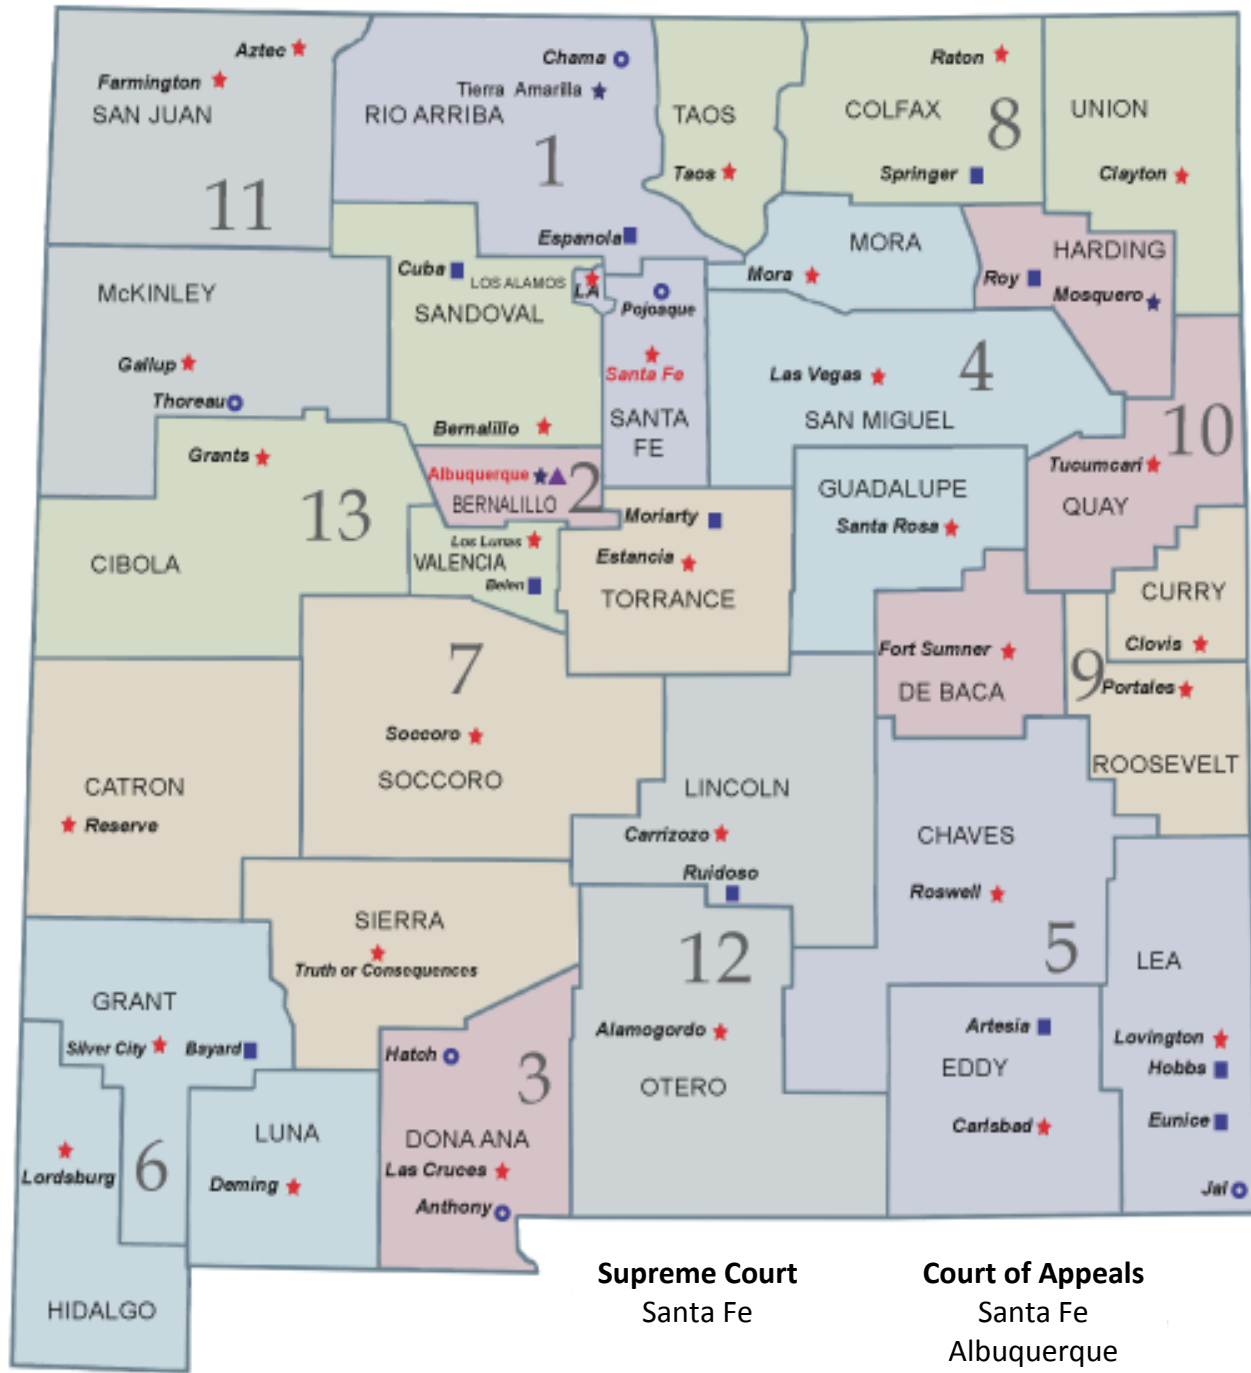 Aztec
Farmington
SAN JUAN
11
Chama
Tierra Amarilla
RIO ARRIBA
1
Espanola
TAOS
Taos
Raton
COLFAX
8
Springer
UNION
Clayton
McKINLEY
Gallup
Thoreau
Cuba
LOS ALAMOS
LA
SANDOVAL
Bernalillo
Pojoaque
Santa Fe
SANTA
FE
MORA
Mora
HARDING
Roy
Mosquero
Las Vegas
4
SAN MIGUEL
10
Tucumcari
QUAY
Grants
13
CIBOLA
Albuquerque
2
BERNALILLO
Los Lunas
VALENCIA
Belen
Moriarty
Estancia
TORRANCE
GUADALUPE
Santa Rosa
CURRY
Clovis
9
Portales
ROOSEVELT
Fort Sumner
DE BACA
7
Soccoro
SOCCORO
CATRON
Reserve
LINCOLN
Carrizozo
Ruidoso
CHAVES
Roswell
5
LEA
Lovington
Hobbs
Eunice
Jal
SIERRA
Truth or Consequences
12
Alamogordo
OTERO
Artesia
EDDY
Carlsbad
GRANT
Silver City
Bayard
Hatch
3
DONA ANA
Las Cruces
Anthony
LUNA
Deming
6
Lordsburg
HIDALGO
Supreme Court
Santa Fe
Court of Appeals
Santa Fe
Albuquerque